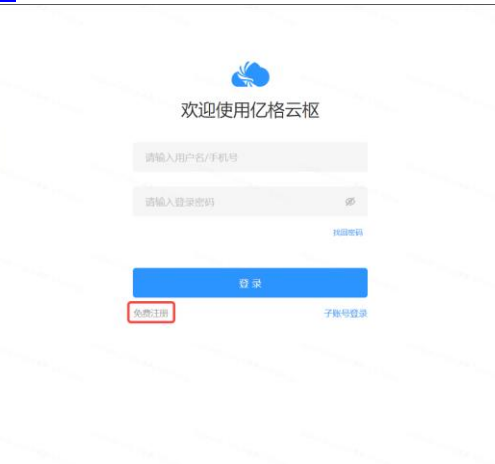 欢迎使用亿格云枢
请输入用户名/手机号
请输入登录密码
找回密码
登录
免费注册
子账号登录